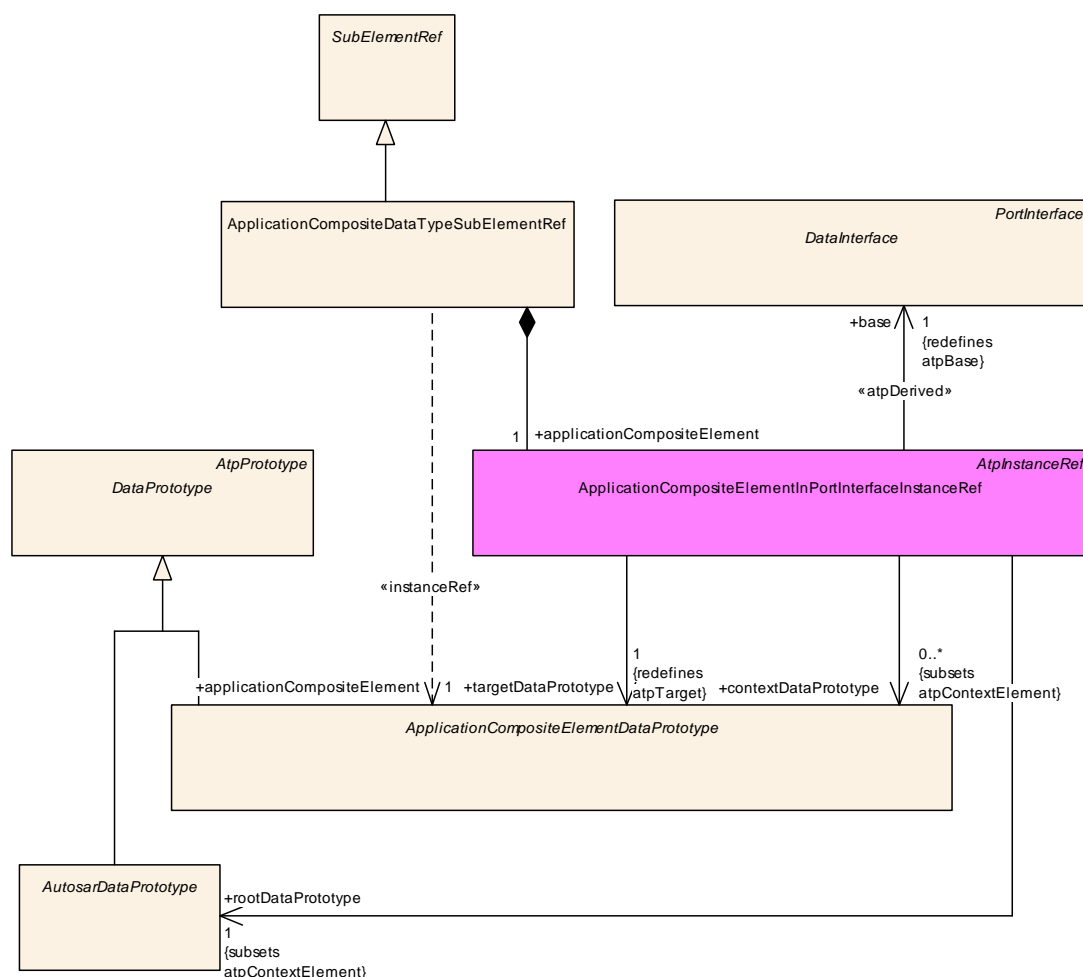 SubElementRef
ApplicationCompositeDataTypeSubElementRef
PortInterface
DataInterface
+base
1
{redefines
atpBase}
«atpDerived»
1
+applicationCompositeElement
AtpPrototype
DataPrototype
AtpInstanceRef
ApplicationCompositeElementInPortInterfaceInstanceRef
«instanceRef»
+applicationCompositeElement
1
+targetDataPrototype
1
{redefines
atpTarget}
+contextDataPrototype
0..*
{subsets
atpContextElement}
ApplicationCompositeElementDataPrototype
AutosarDataPrototype
+rootDataPrototype
1
{subsets
atpContextElement}